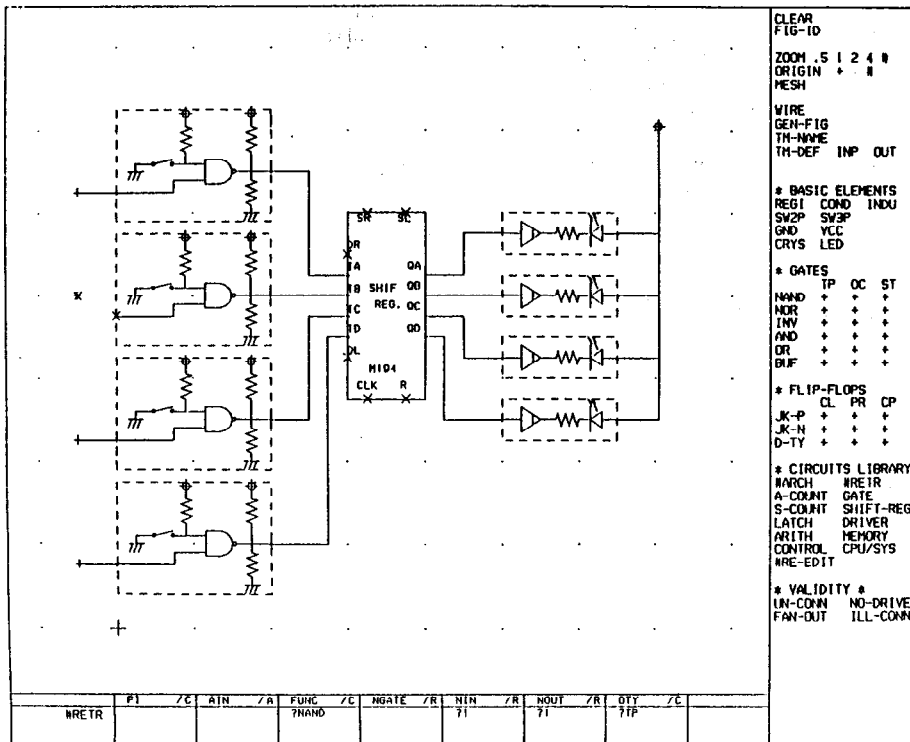 CLEAR
FIG-ID
ZOOM .5 1 2 4 #
ORIGIN + #
MESH
WIRE
GEN-FIG
TM-NAME
TM-DEF INP OUT
* BASIC ELEMENTS
REGI COND INDU
SW2P SW3P
GND VCC
CRYS LED
* GATES
TP OC ST
NAND + + +
NOR + + +
INV + + +
AND + + +
OR + + +
BUF + + +
* FLIP-FLOPS
CL PR CP
JK-P + + +
JK-N + + +
D-TY + + +
* CIRCUITS LIBRARY
#ARCH #RETR
A-COUNT GATE
S-COUNT SHIFT-REG
LATCH DRIVER
ARITH MEMORY
CONTROL CPU/SYS
#RE-EDIT
* VALIDITY *
UN-CONN NO-DRIVE
FAN-OUT ILL-CONN
SR SC
DR
IA QA
IB SHIF QB
REG. QC
IC
ID QD
DL
M194
CLK R
P1 /C AIN /A FUNC /C NGATE /R NIN /R NOUT /R QTY /C
#RETR ?NAND ?1 ?1 ?TP